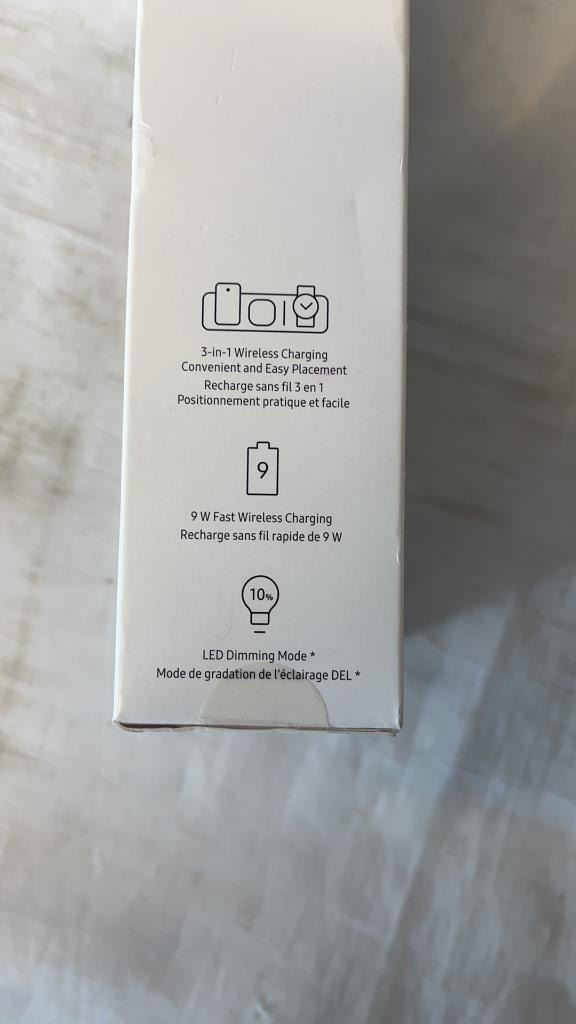 3-in-1 Wireless Charging
Convenient and Easy Placement
Recharge sans fil 3 en 1
Positionnement pratique et facile
9
9 W Fast Wireless Charging
Recharge sans fil rapide de 9 W
10%
LED Dimming Mode *
Mode de gradation de l'éclairage DEL *